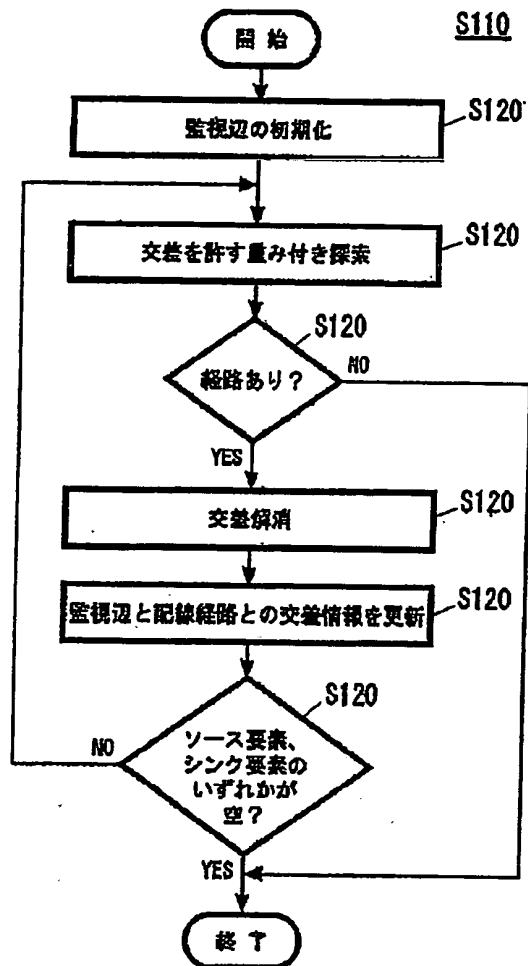 S110
開始
監視辺の初期化
S120
交差を許す重み付き探索
S120
経路あり?
S120
NO
YES
交差解消
S120
監視辺と配線経路との交差情報を更新
S120
ソース要素、
シンク要素の
いずれかが
空?
S120
NO
YES
終了